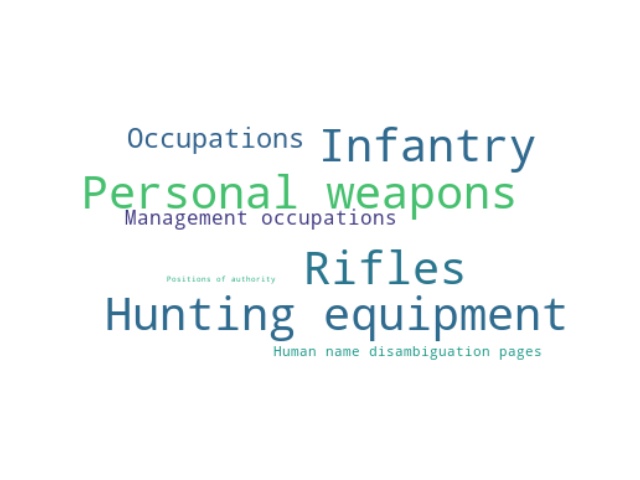 Occupations
Infantry
Personal weapons
Management occupations
Rifles
Positions of authority
Hunting equipment
Human name disambiguation pages